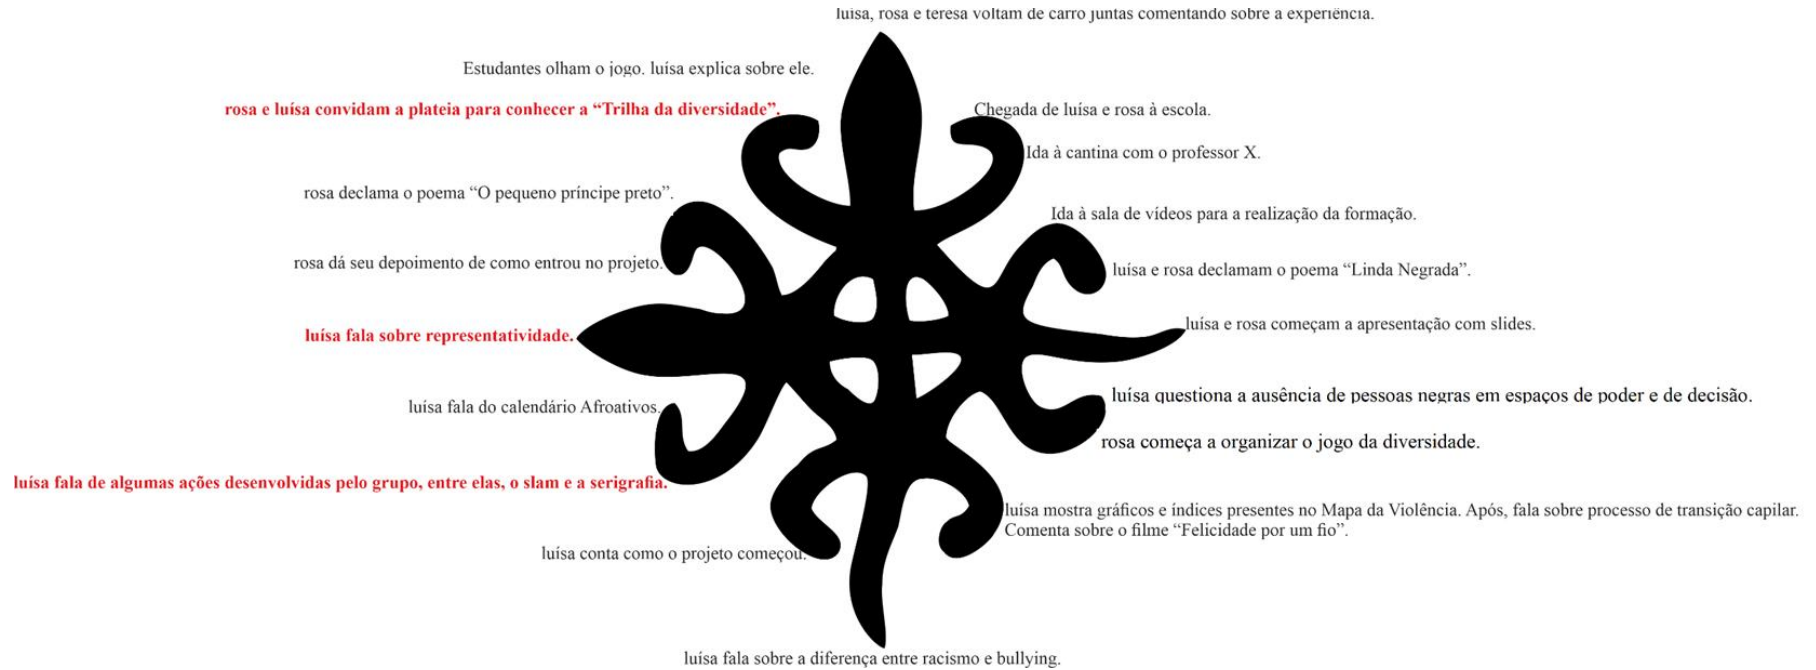 luísa, rosa e teresa voltam de carro juntas comentando sobre a experiência.
Estudantes olham o jogo. luísa explica sobre ele.
rosa e luísa convidam a plateia para conhecer a “Trilha da diversidade”.
Chegada de luísa e rosa à escola.
Ida à cantina com o professor X.
rosa declama o poema “O pequeno príncipe preto”.
Ida à sala de vídeos para a realização da formação.
rosa dá seu depoimento de como entrou no projeto.
luísa e rosa declamam o poema “Linda Negrada”.
luísa fala sobre representatividade.
luísa e rosa começam a apresentação com slides.
luísa fala do calendário Afroativos.
luísa questiona a ausência de pessoas negras em espaços de poder e de decisão.
rosa começa a organizar o jogo da diversidade.
luísa fala de algumas ações desenvolvidas pelo grupo, entre elas, o slam e a serigrafia.
luísa mostra gráficos e índices presentes no Mapa da Violência. Após, fala sobre processo de transição capilar.
Comenta sobre o filme “Felicidade por um fio”.
luísa conta como o projeto começou.
luísa fala sobre a diferença entre racismo e bullying.